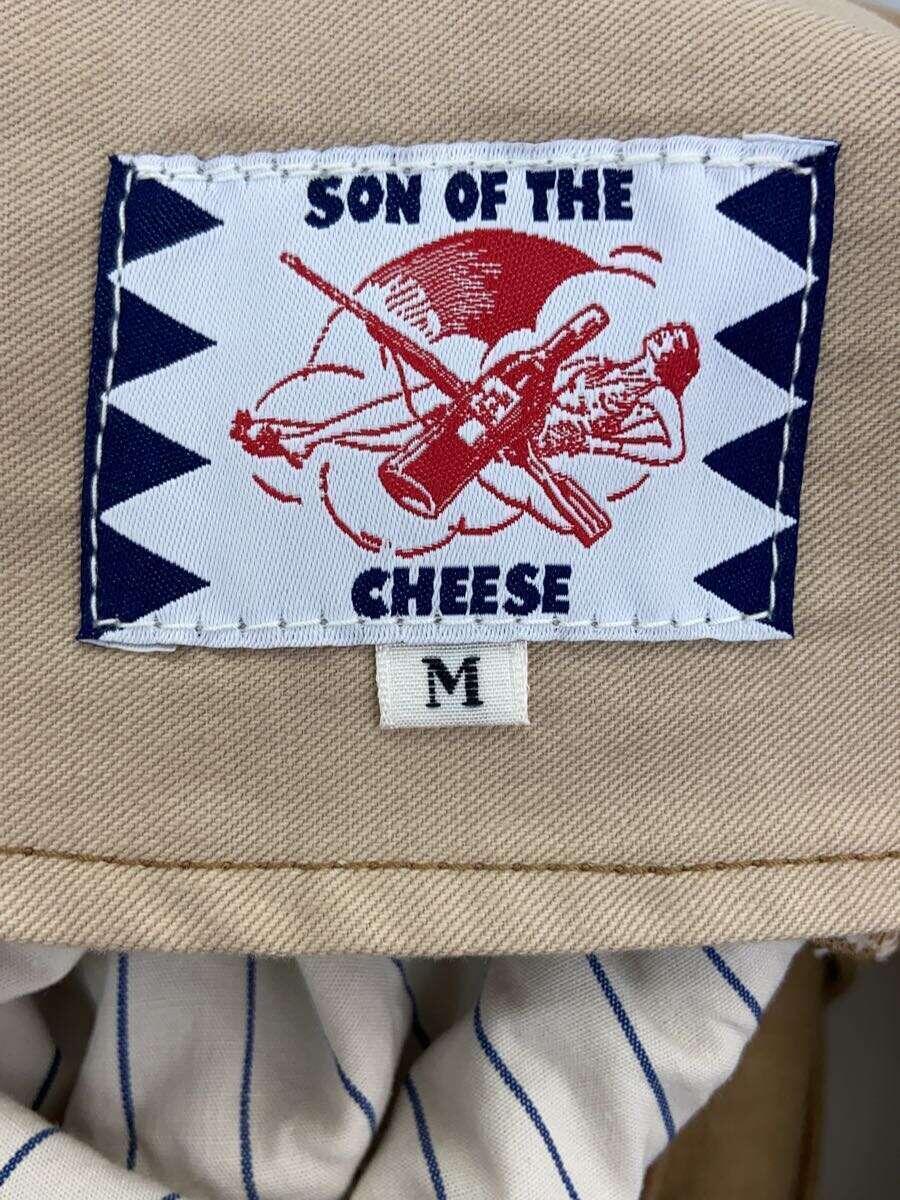 SON OF THE
CHEESE
M